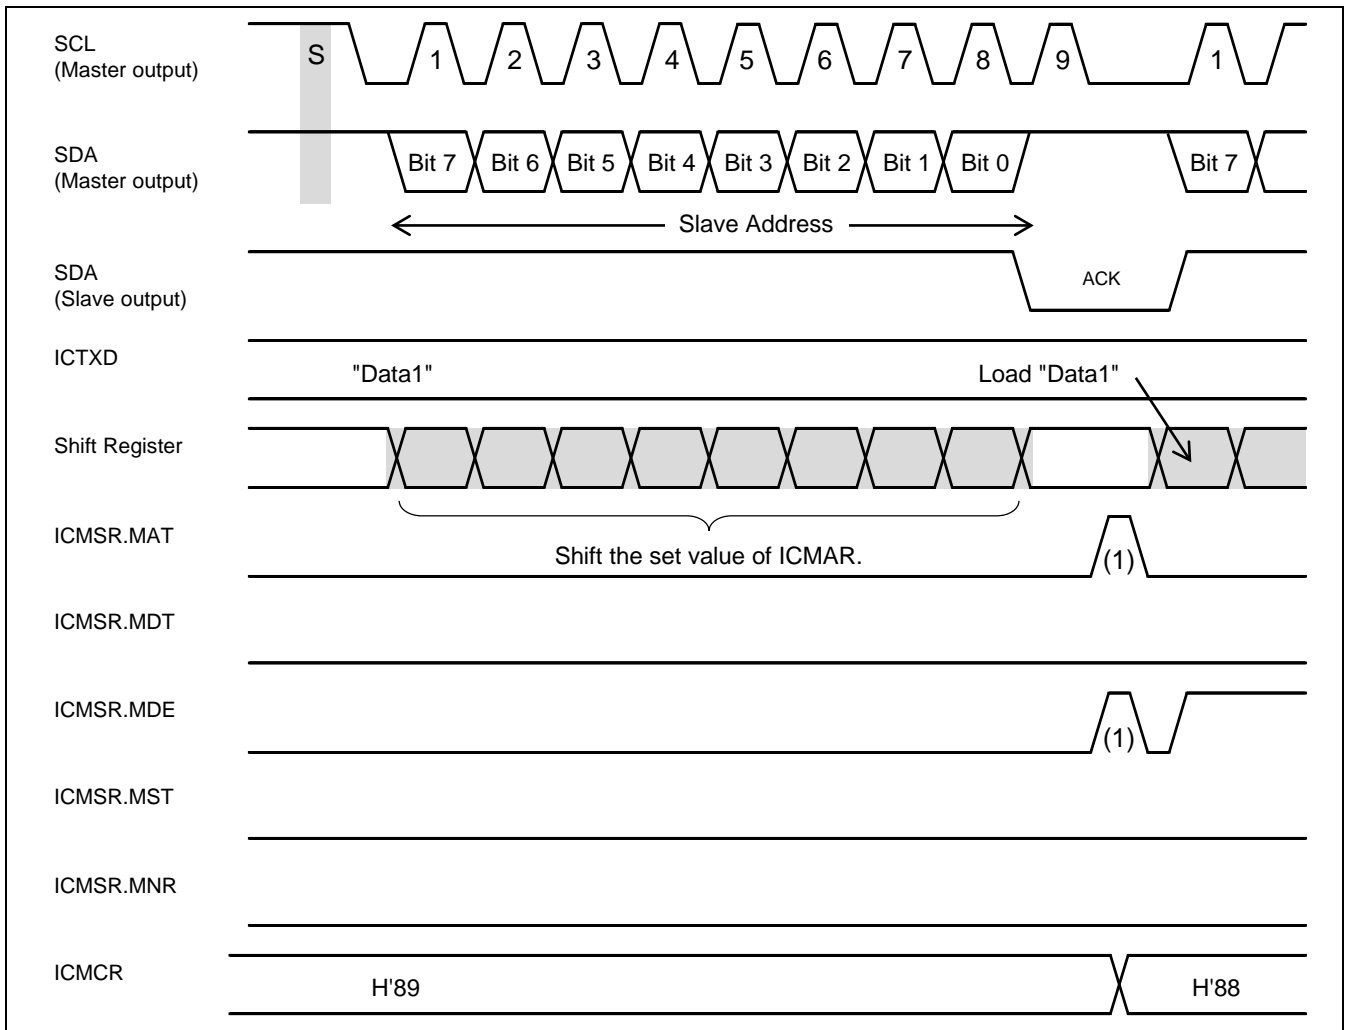 SCL
(Master output)
S
1 2 3 4 5 6 7 8 9 1
SDA
(Master output)
Bit 7 Bit 6 Bit 5 Bit 4 Bit 3 Bit 2 Bit 1 Bit 0 Bit 7
Slave Address
SDA
(Slave output)
ACK
ICTXD
"Data1" Load "Data1"
Shift Register
ICMSR.MAT
Shift the set value of ICMAR.
(1)
ICMSR.MDT
ICMSR.MDE
(1)
ICMSR.MST
ICMSR.MNR
ICMCR
H'89 H'88